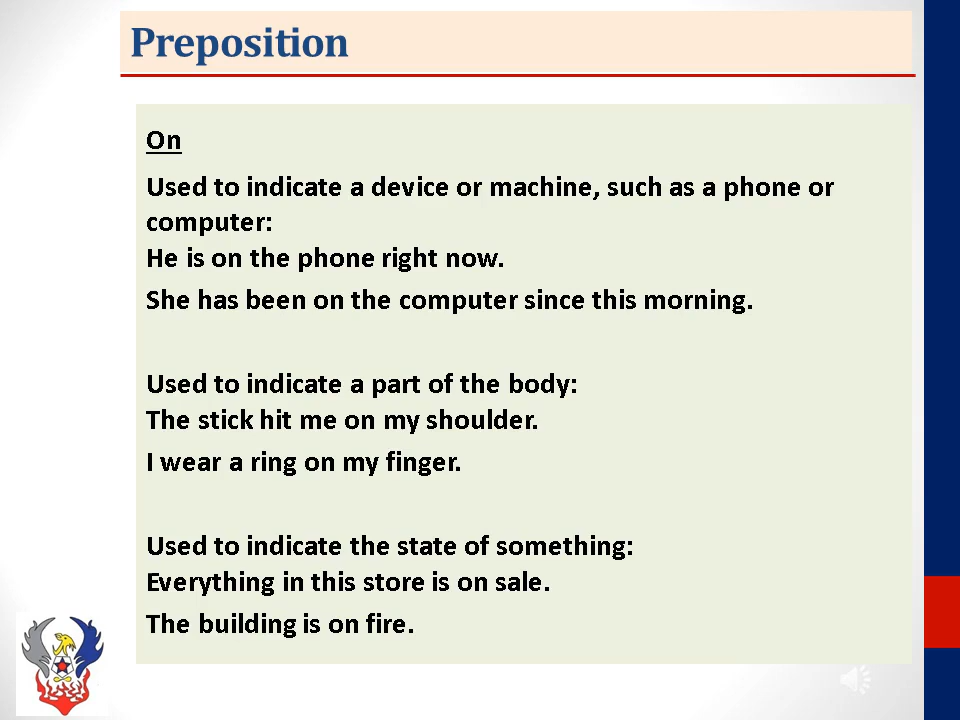 Preposition
On
Used to indicate a device or machine, such as a phone or
computer:
He is on the phone right now.
She has been on the computer since this morning.
Used to indicate a part of the body:
The stick hit me on my shoulder.
I wear a ring on my finger.
Used to indicate the state of something:
Everything in this store is on sale.
The building is on fire.